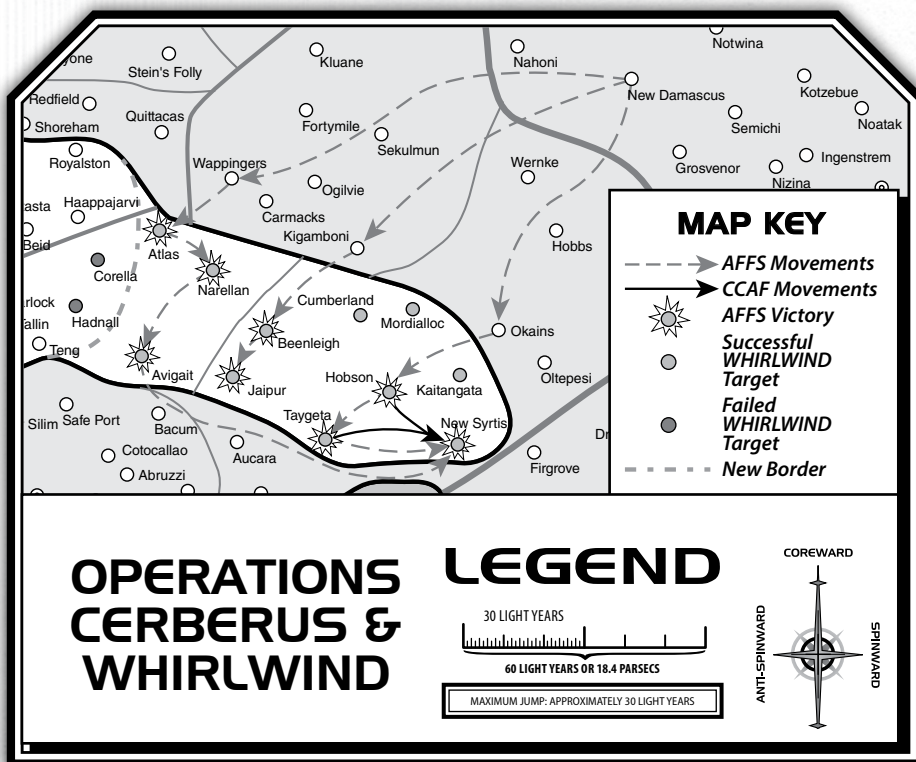 Notwina
Stein's Folly
Kluane
Nahoni
Kotzebue
Redfield
New Damascus
Noatak
Shoreham
Quittacas
Fortymile
Sekulmun
Semichi
Royalston
Wappingers
Wernke
Grosvenor
Ingenstrem
Nizina
Ogilvie
Haappajarvi
Carmacks
Kigamboni
Hobbs
Beid
Atlas
Corella
Narellan
Cumberland
Mordialloc
Hadnall
Beenleigh
Okains
Teng
Avigait
Jaipur
Hobson
Kaitangata
Oltepesi
Silim
Safe Port
Bacum
Taygeta
New Syrtis
Cotocallao
Aucara
Firgrove
Abruzzi
MAP KEY
AFFS Movements
CCAF Movements
AFFS Victory
Successful
WHIRLWIND
Target
Failed
WHIRLWIND
Target
New Border
OPERATIONS
CERBERUS &
WHIRLWIND
LEGEND
30 LIGHT YEARS
60 LIGHT YEARS OR 18.4 PARSECS
MAXIMUM JUMP: APPROXIMATELY 30 LIGHT YEARS
COREWARD
ANTI-SPINWARD
SPINWARD